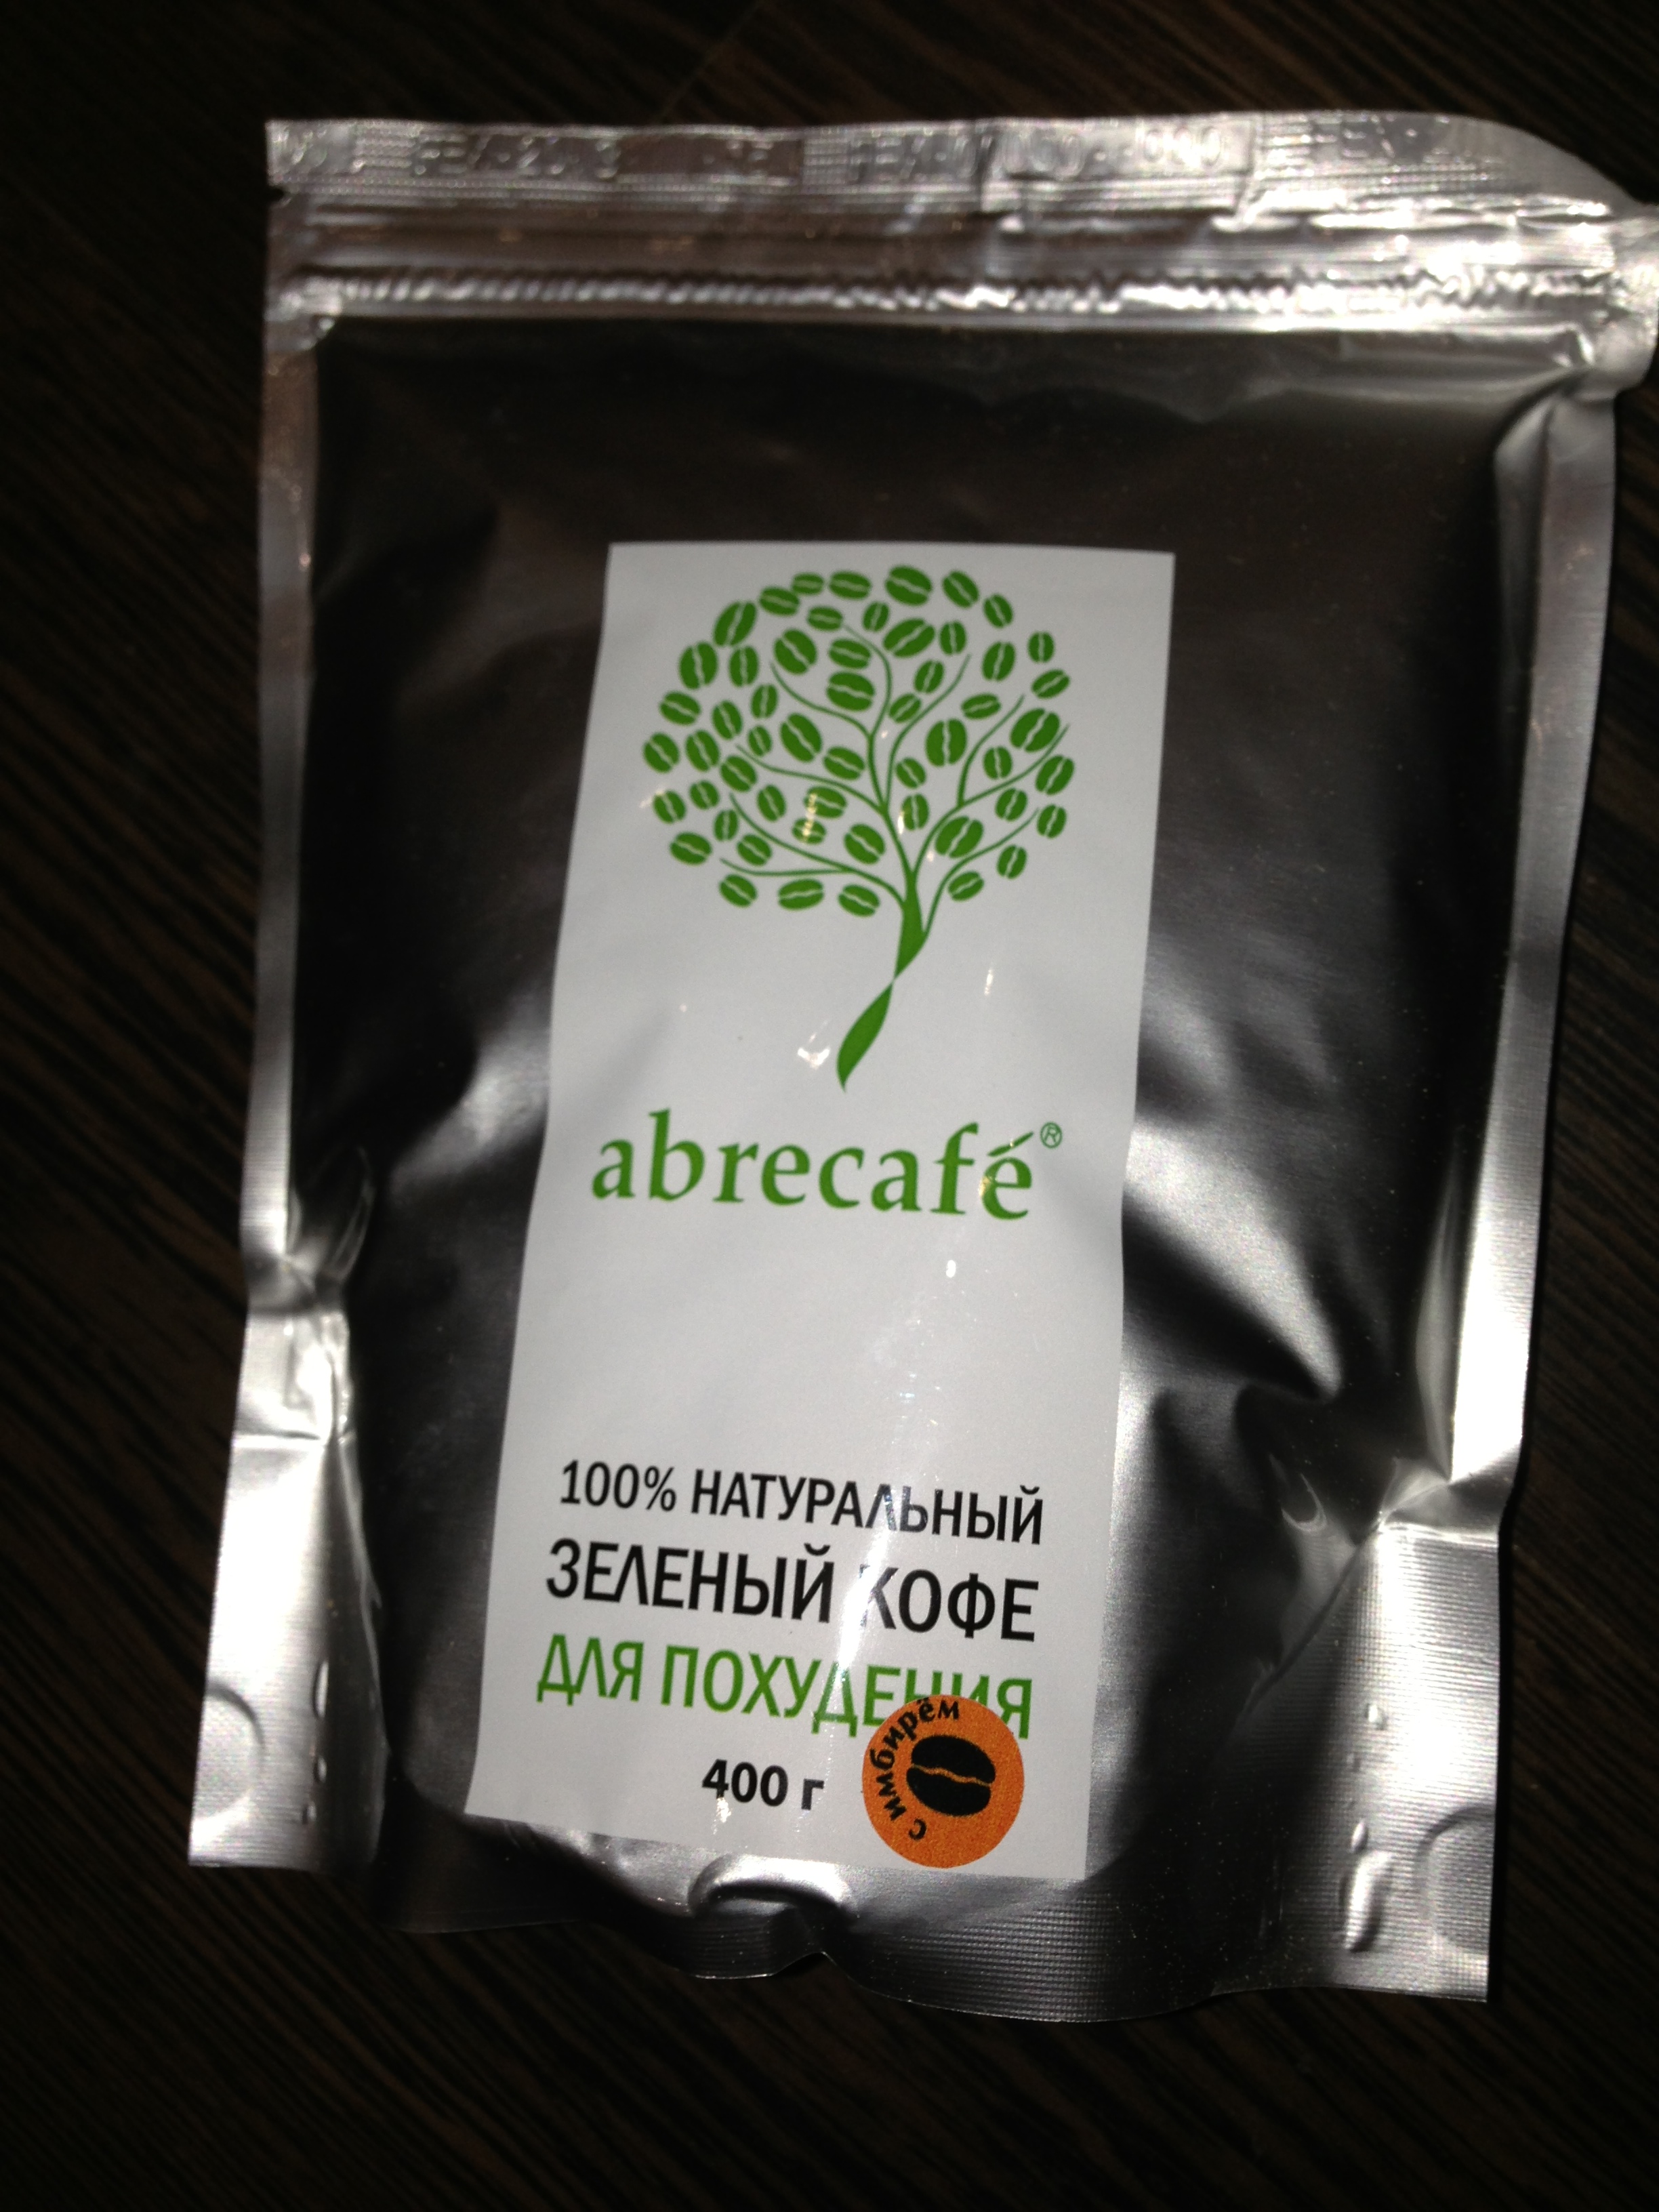 abrecafé®
100% НАТУРАЛЬНЫЙ
ЗЕЛЕНЫЙ КОФЕ
ДЛЯ ПОХУДЕНИЯ
400 г
с имбирём